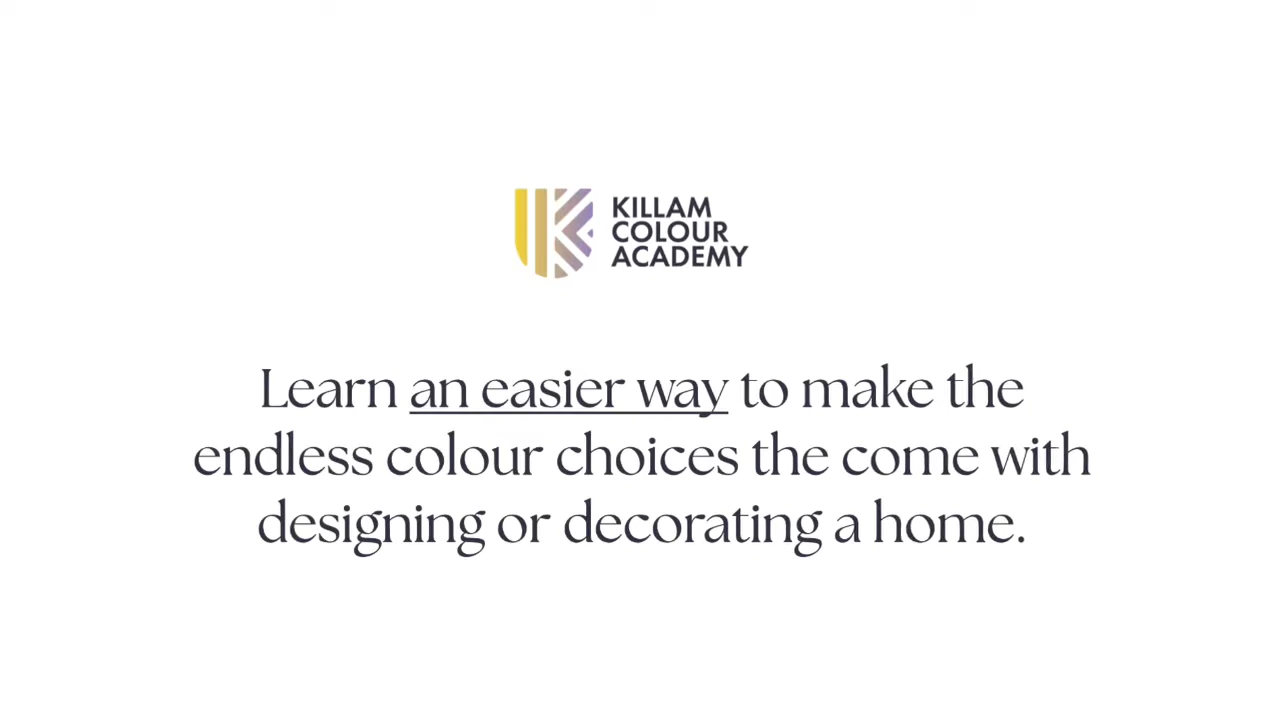 KILLAM
COLOUR
ACADEMY
Learn an easier way to make the
endless colour choices the come with
designing or decorating a home.